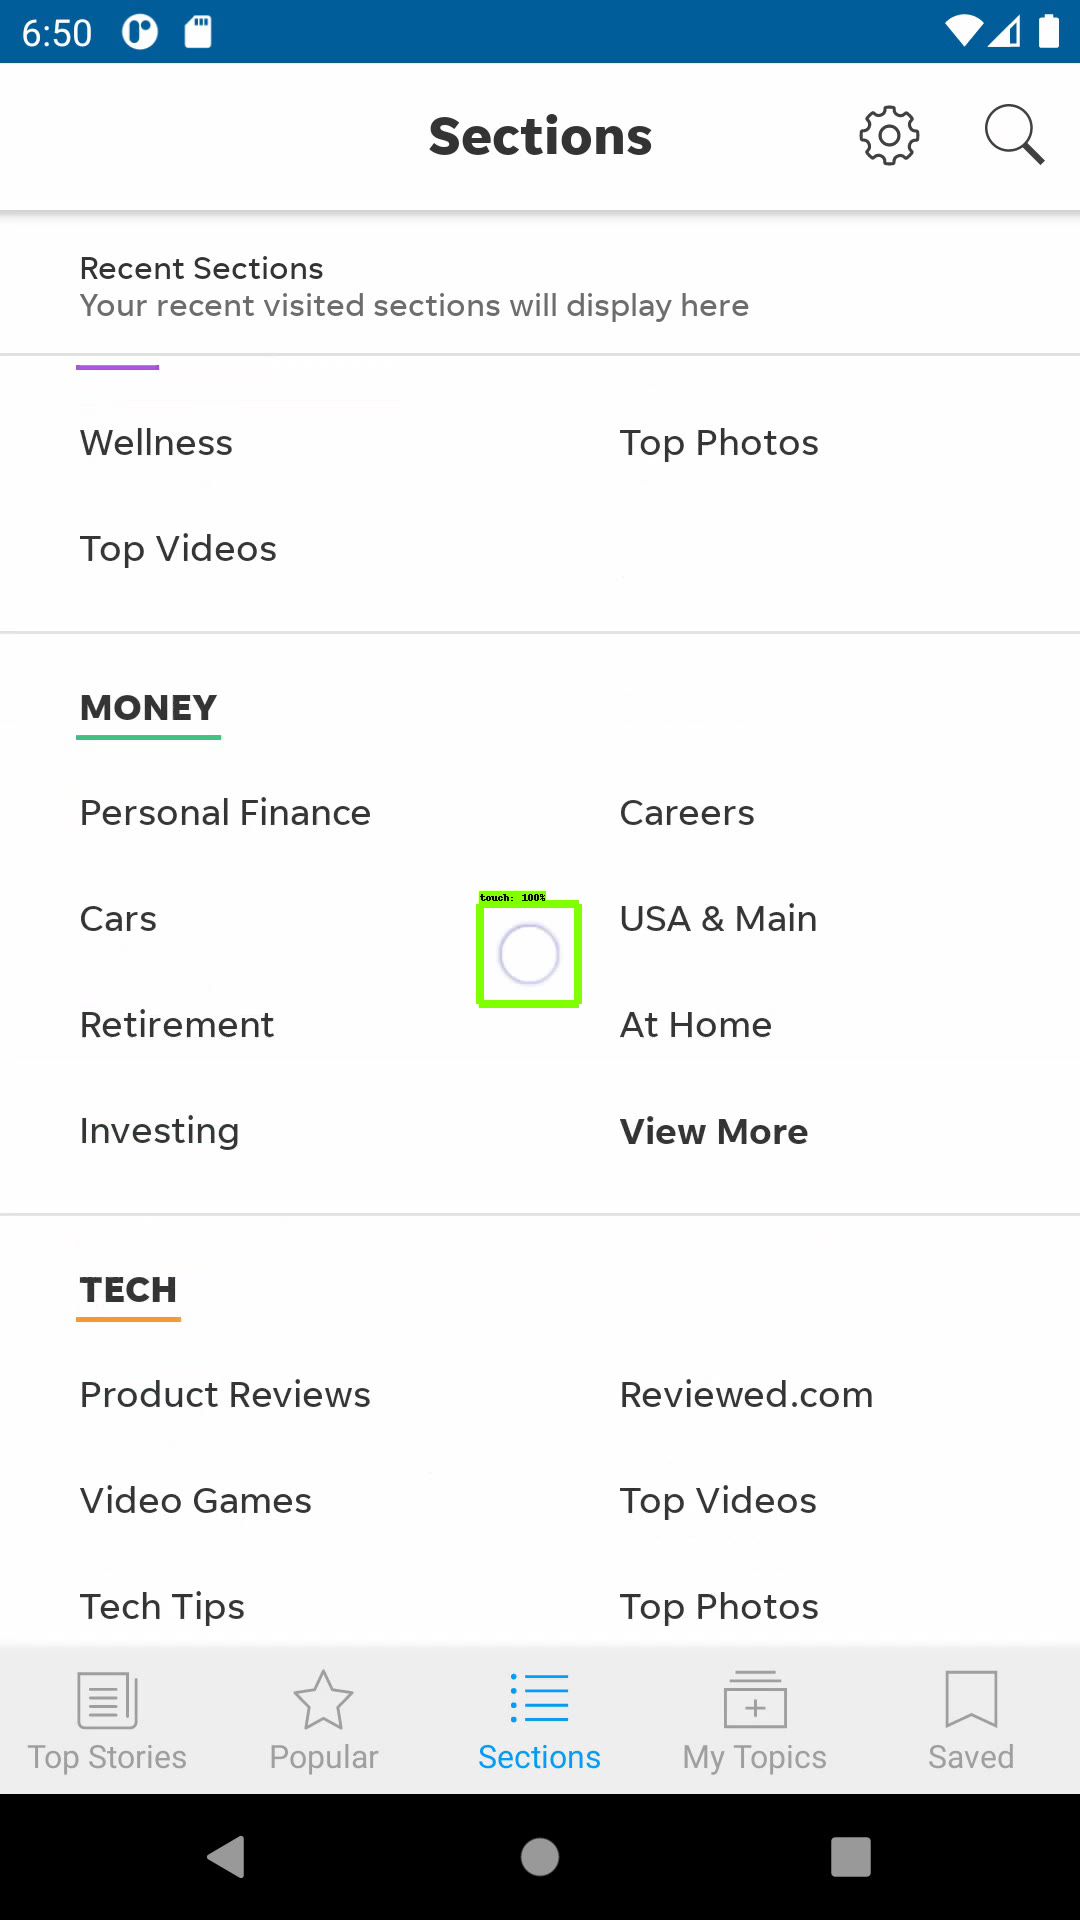 6:50
Sections
Recent Sections
Your recent visited sections will display here
Wellness
Top Photos
Top Videos
MONEY
Personal Finance
Careers
touch: 100%
Cars
USA & Main
Retirement
At Home
Investing
View More
TECH
Product Reviews
Reviewed.com
Video Games
Top Videos
Tech Tips
Top Photos
Top Stories
Popular
Sections
My Topics
Saved